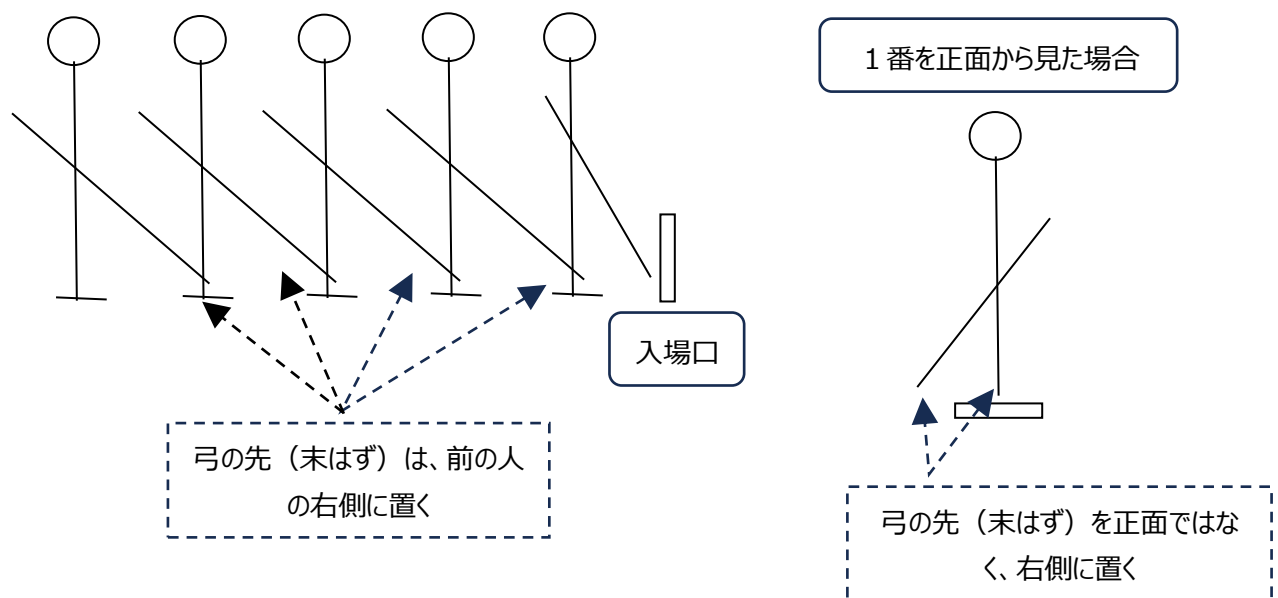 １番を正面から見た場合
入場口
弓の先（末はず）は、前の人
の右側に置く
弓の先（末はず）を正面ではな
く、右側に置く